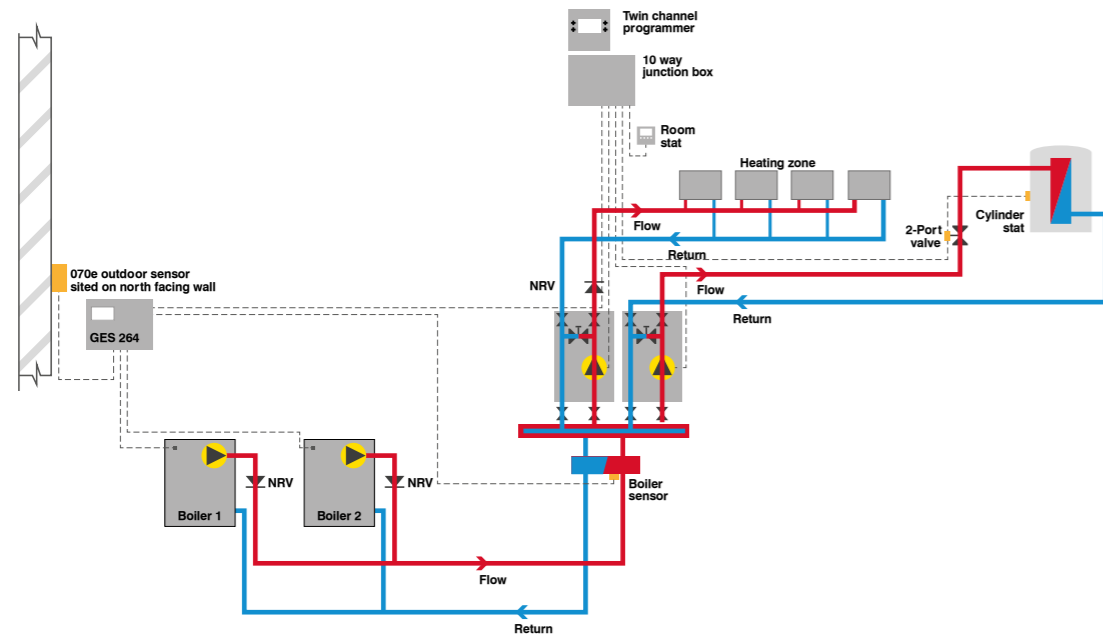 Twin channel
programmer
10 way
junction box
Room
stat
Heating zone
Flow
Return
2-Port
valve
Cylinder
stat
NRV
Flow
Return
070e outdoor sensor
sited on north facing wall
GES 264
NRV
NRV
Boiler
sensor
Boiler 1
Boiler 2
Flow
Return